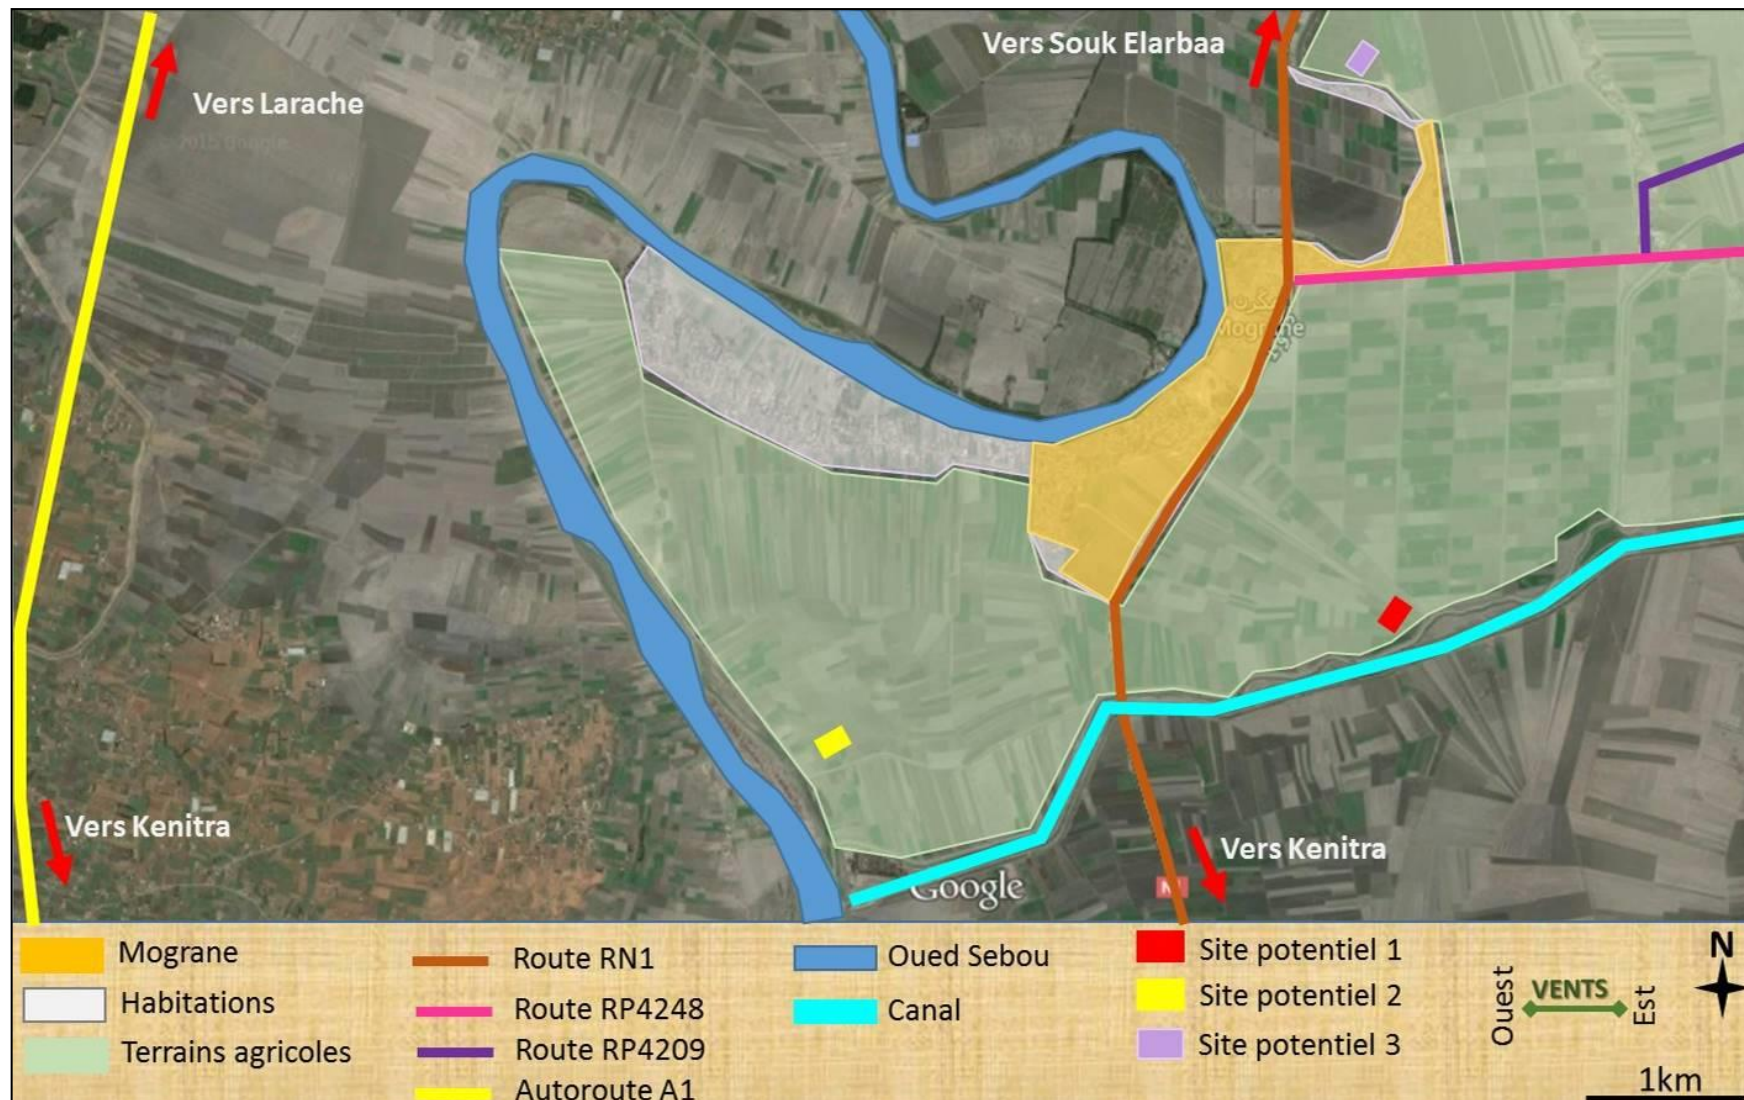 Vers Souk Elarbaa
Vers Larache
Mograne
Vers Kenitra
Vers Kenitra
Google
Mograne
Habitations
Terrains agricoles
Route RN1
Route RP4248
Route RP4209
Autoroute A1
Oued Sebou
Canal
Site potentiel 1
Site potentiel 2
Site potentiel 3
Ouest
VENTS
Est
N
1km